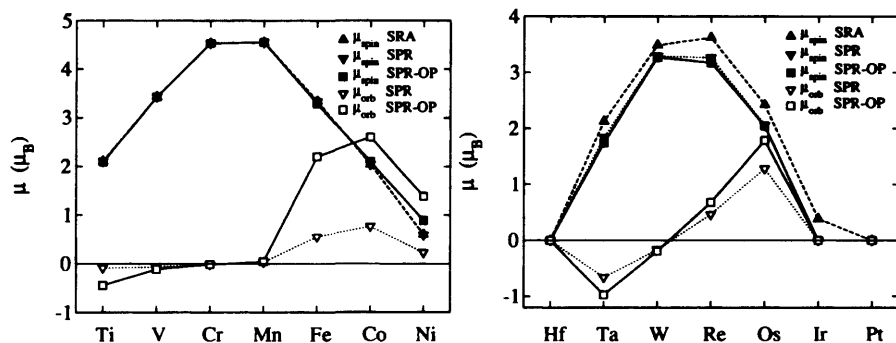 5
4
3
2
1
0
-1
μ (μB)
μspin SRA
μspin SPR
μspin SPR-OP
μorb SPR
μorb SPR-OP
Ti V Cr Mn Fe Co Ni
4
3
2
1
0
-1
μ (μB)
μspin SRA
μspin SPR
μspin SPR-OP
μorb SPR
μorb SPR-OP
Hf Ta W Re Os Ir Pt